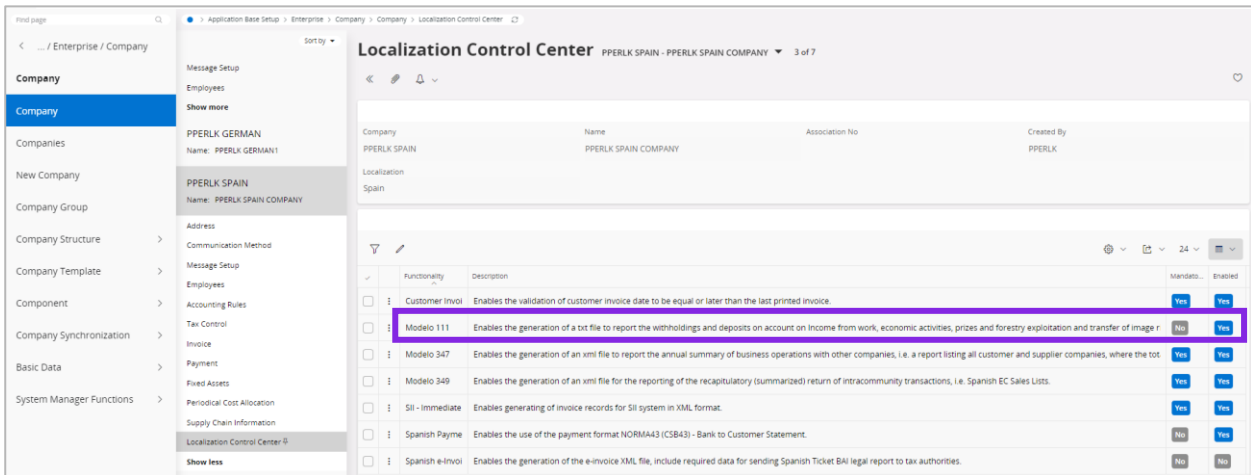 Find page
Application Base Setup > Enterprise > Company > Company > Localization Control Center
... / Enterprise / Company
Company
Company
Companies
New Company
Company Group
Company Structure
Company Template
Component
Company Synchronization
Basic Data
System Manager Functions
Sort by
Message Setup
Employees
Show more
PPERLK GERMAN
Name: PPERLK GERMAN1
PPERLK SPAIN
Name: PPERLK SPAIN COMPANY
Address
Communication Method
Message Setup
Employees
Accounting Rules
Tax Control
Invoice
Payment
Fixed Assets
Periodical Cost Allocation
Supply Chain Information
Localization Control Center
Show less
Localization Control Center PPERLK SPAIN - PPERLK SPAIN COMPANY 3 of 7
Company Name Association No Created By
PPERLK SPAIN PPERLK SPAIN COMPANY PPERLK
Localization
Spain
24
Functionality Description Mandato... Enabled
Customer Invoi Enables the validation of customer invoice date to be equal or later than the last printed invoice. Yes Yes
Modelo 111 Enables the generation of a txt file to report the withholdings and deposits on account on Income from work, economic activities, prizes and forestry exploitation and transfer of image r No Yes
Modelo 347 Enables the generation of an xml file to report the annual summary of business operations with other companies, i.e. a report listing all customer and supplier companies, where the tot Yes Yes
Modelo 349 Enables the generation of an xml file for the reporting of the recapitulatory (summarized) return of intracommunity transactions, i.e. Spanish EC Sales Lists. Yes Yes
SII - Immediate Enables generating of invoice records for SII system in XML format. Yes Yes
Spanish Payme Enables the use of the payment format NORMA43 (CSB43) - Bank to Customer Statement. No Yes
Spanish e-Invoi Enables the generation of the e-invoice XML file, include required data for sending Spanish Ticket BAI legal report to tax authorities. No No